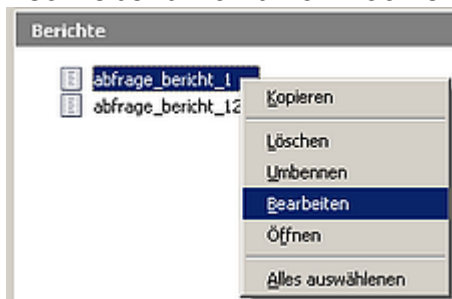 Berichte
abfrage_bericht_1
abfrage_bericht_12
Kopieren
Löschen
Umbennen
Bearbeiten
Öffnen
Alles auswählenen